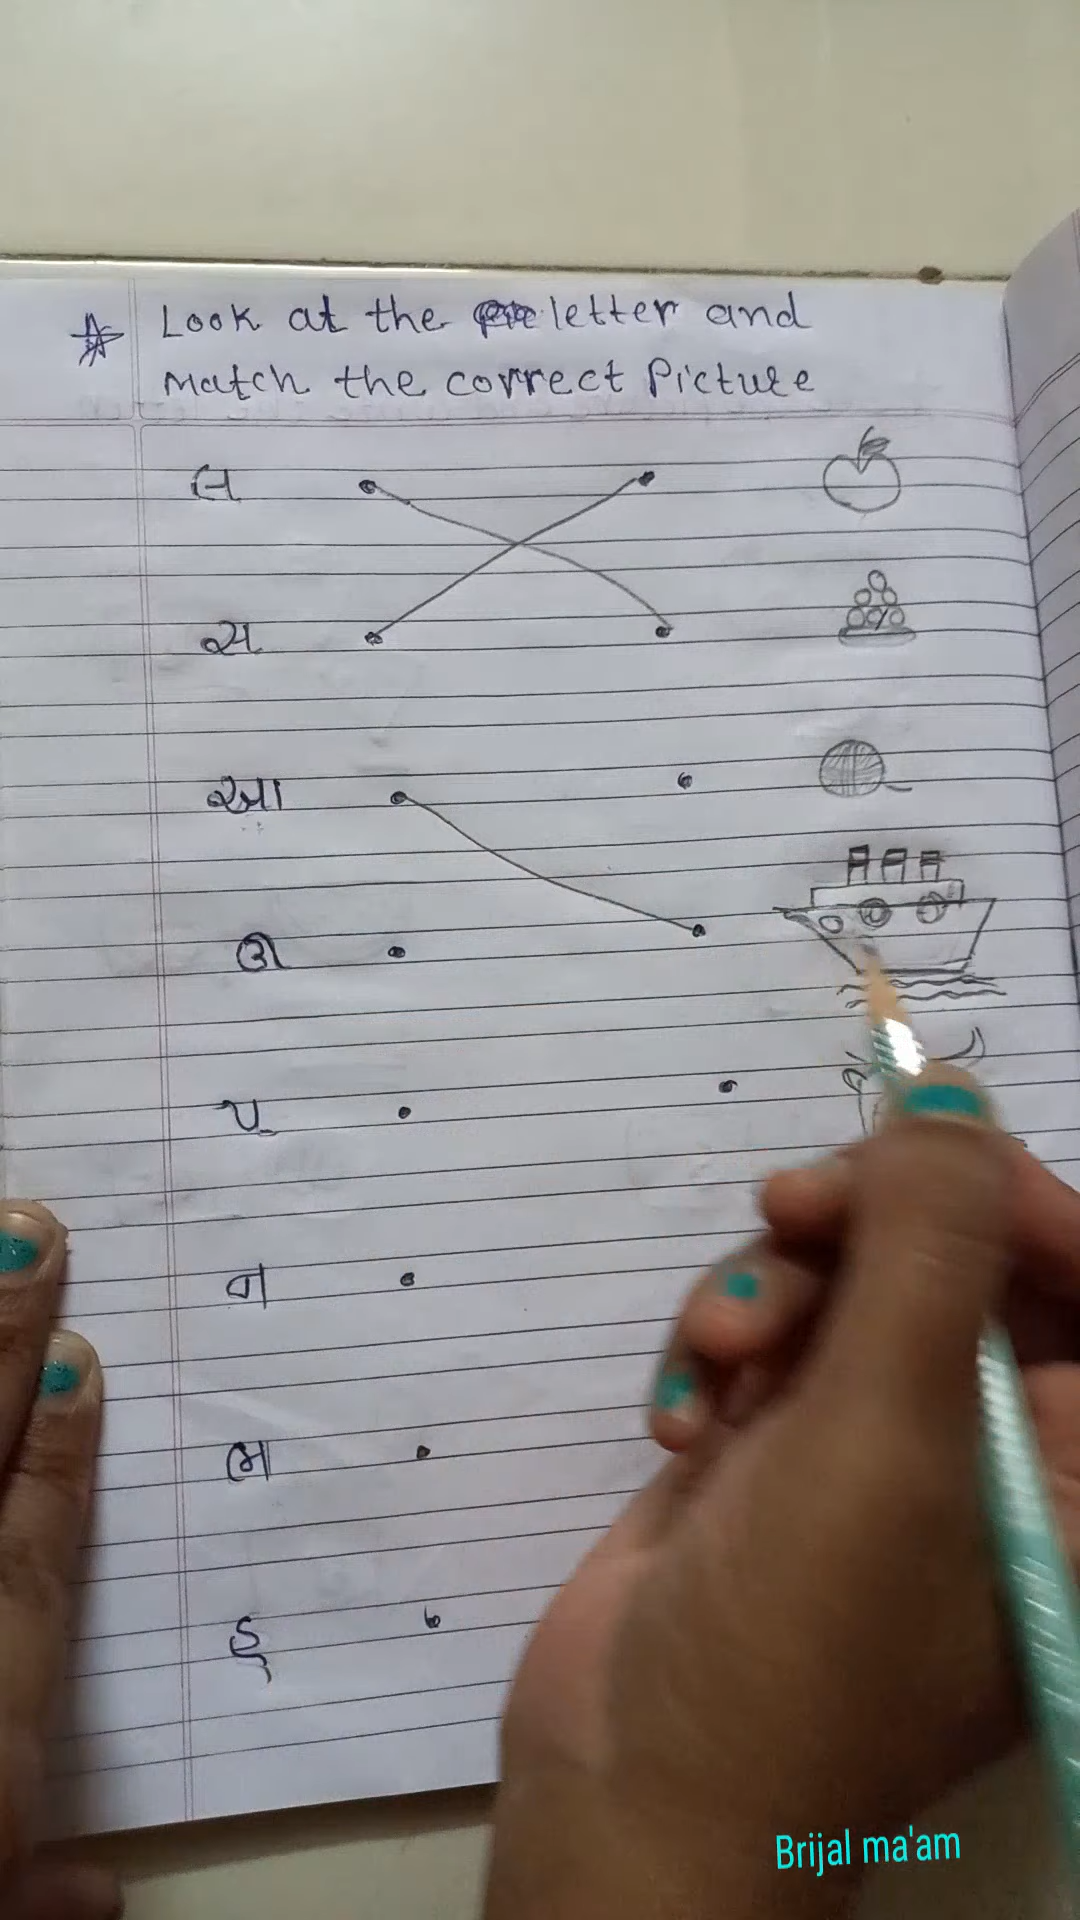 ★ Look at the letter and
Match the correct Picture
લ
સ
આ
ઊ
પ
ગ
ભ
હ
Brijal ma'am